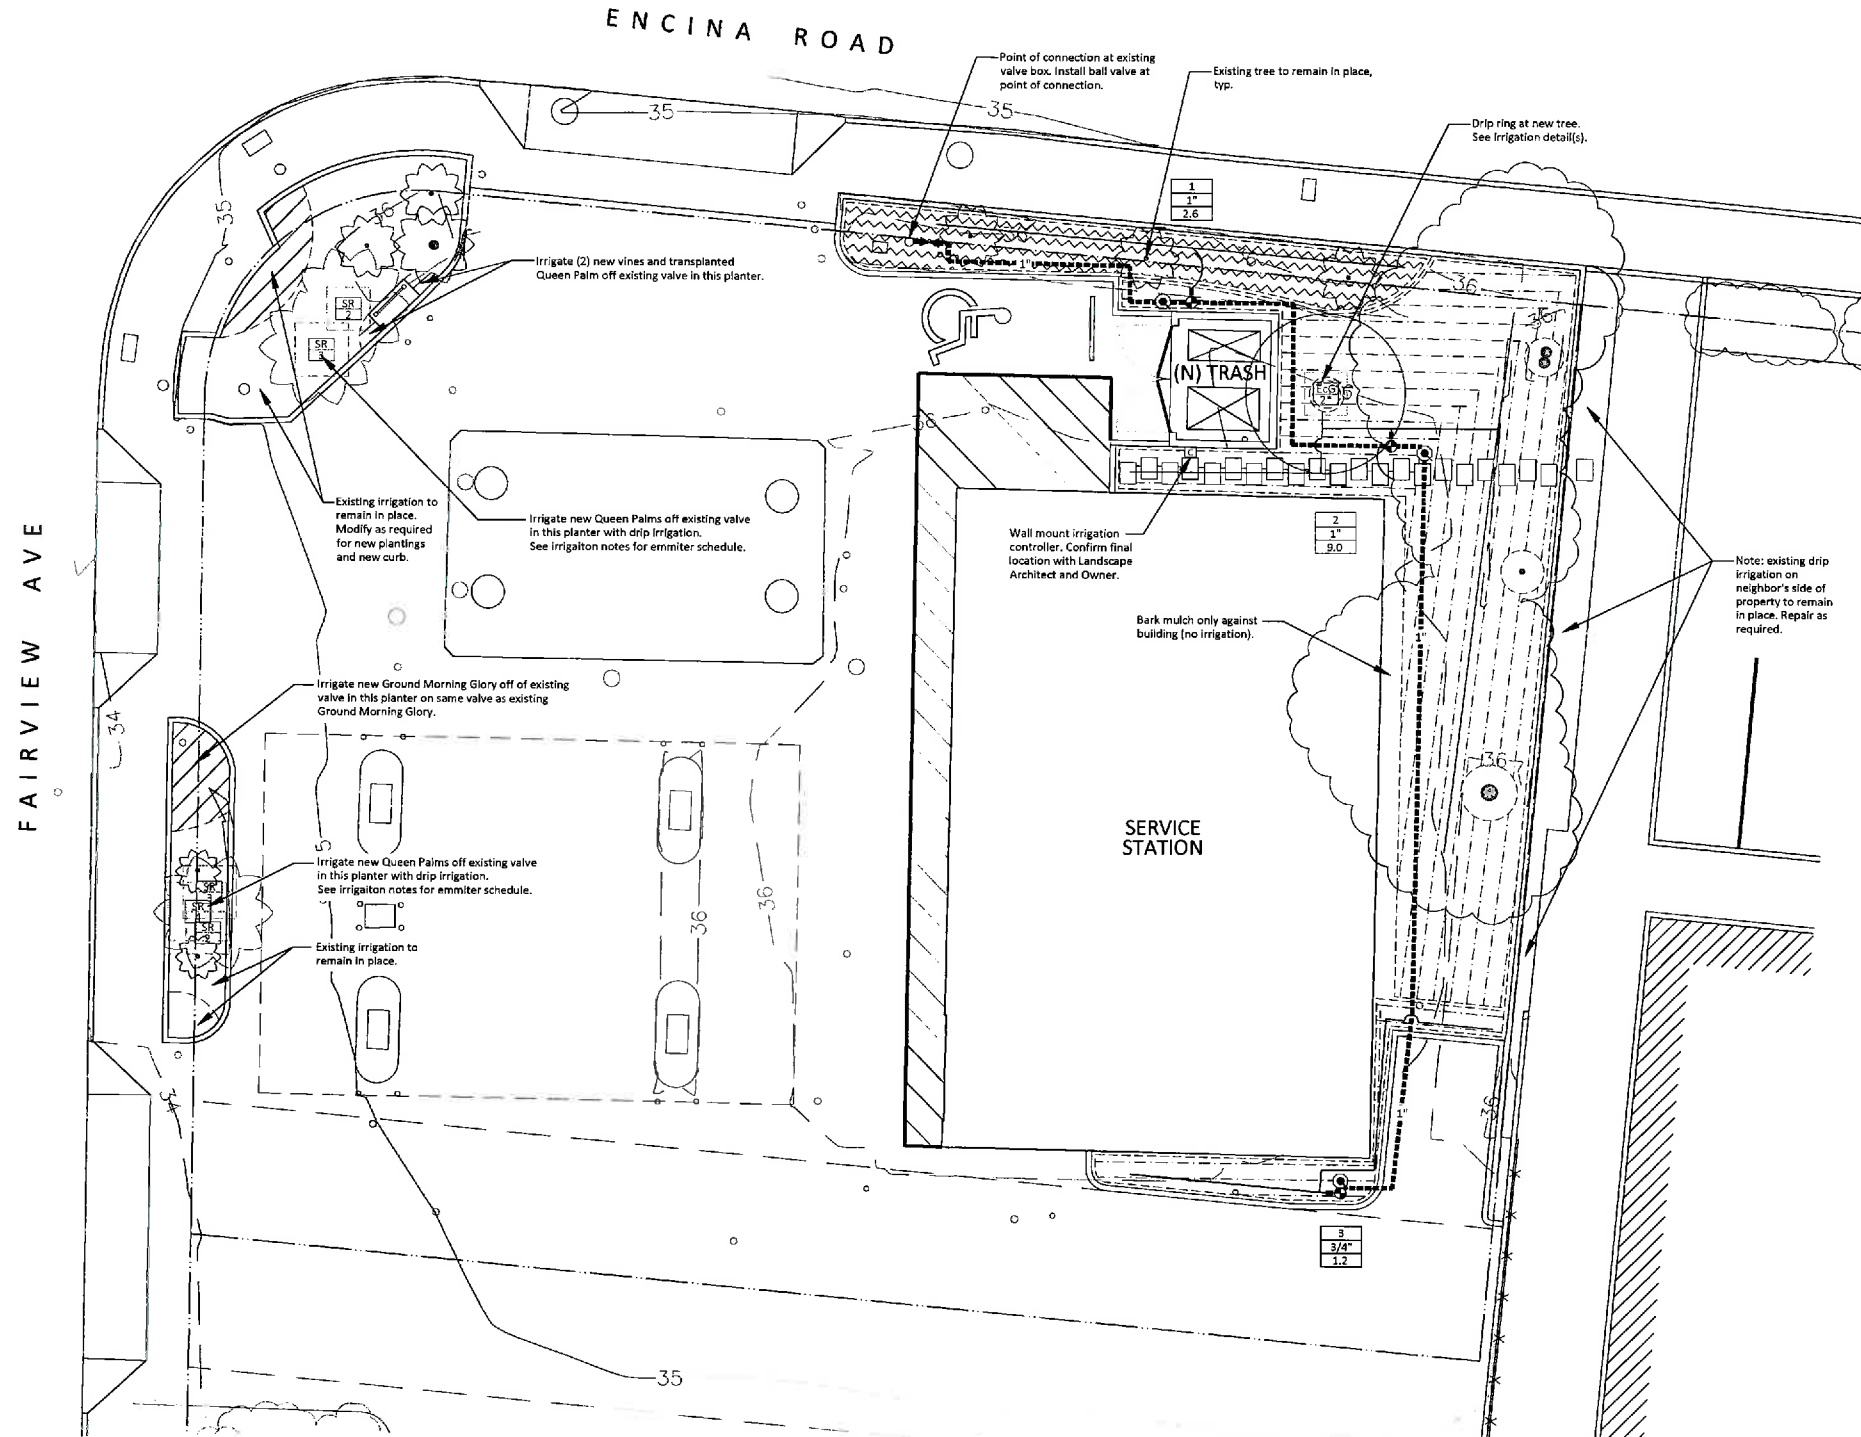 ENCINA ROAD
Point of connection at existing
valve box. Install ball valve at
point of connection.
Existing tree to remain in place,
typ.
Drip ring at new tree.
See irrigation detail(s).
35
35
35
36
1
1"
2.6
Irrigate (2) new vines and transplanted
Queen Palm off existing valve in this planter.
1"
36
36
SR
2
SR
(N) TRASH
EcG
2"
36
Existing irrigation to
remain in place.
Modify as required
for new plantings
and new curb.
Irrigate new Queen Palms off existing valve
in this planter with drip irrigation.
See irrigaiton notes for emmiter schedule.
Wall mount irrigation
controller. Confirm final
location with Landscape
Architect and Owner.
2
1"
9.0
Note: existing drip
irrigation on
neighbor's side of
property to remain
in place. Repair as
required.
FAIRVIEW AVE
Bark mulch only against
building (no irrigation).
1"
Irrigate new Ground Morning Glory off of existing
valve in this planter on same valve as existing
Ground Morning Glory.
34
36
SERVICE
STATION
Irrigate new Queen Palms off existing valve
in this planter with drip irrigation.
See irrigaiton notes for emmiter schedule.
SR
SR
SR
2
36
36
Existing irrigation to
remain in place.
34
1"
36
3
3/4"
1.2
35